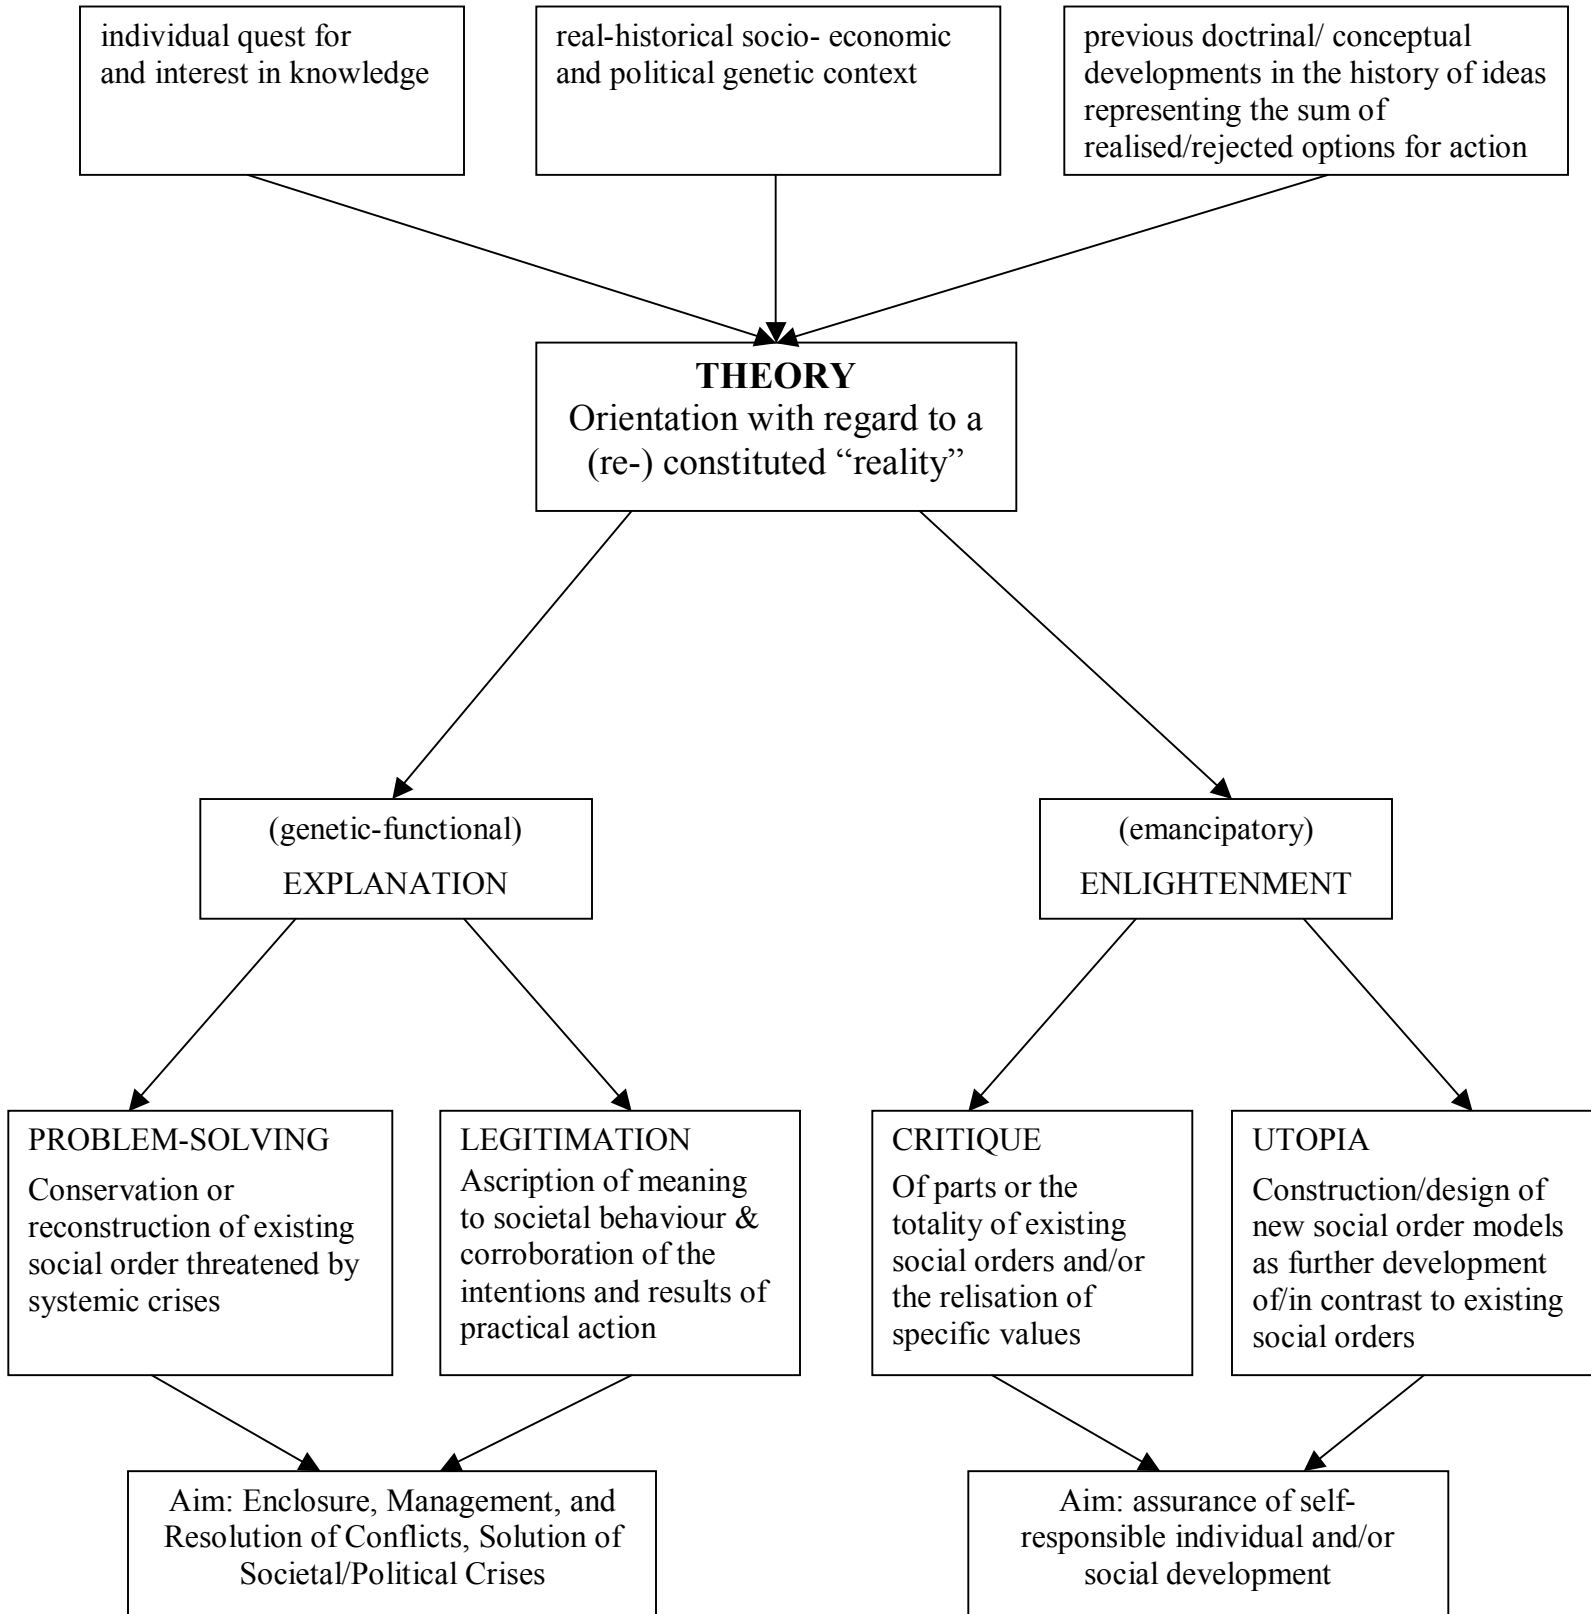 individual quest for
and interest in knowledge
real-historical socio- economic
and political genetic context
previous doctrinal/ conceptual
developments in the history of ideas
representing the sum of
realised/rejected options for action
THEORY
Orientation with regard to a
(re-) constituted “reality”
(genetic-functional)
EXPLANATION
(emancipatory)
ENLIGHTENMENT
PROBLEM-SOLVING
Conservation or
reconstruction of existing
social order threatened by
systemic crises
LEGITIMATION
Ascription of meaning
to societal behaviour &
corroboration of the
intentions and results of
practical action
CRITIQUE
Of parts or the
totality of existing
social orders and/or
the relisation of
specific values
UTOPIA
Construction/design of
new social order models
as further development
of/in contrast to existing
social orders
Aim: Enclosure, Management, and
Resolution of Conflicts, Solution of
Societal/Political Crises
Aim: assurance of self-
responsible individual and/or
social development